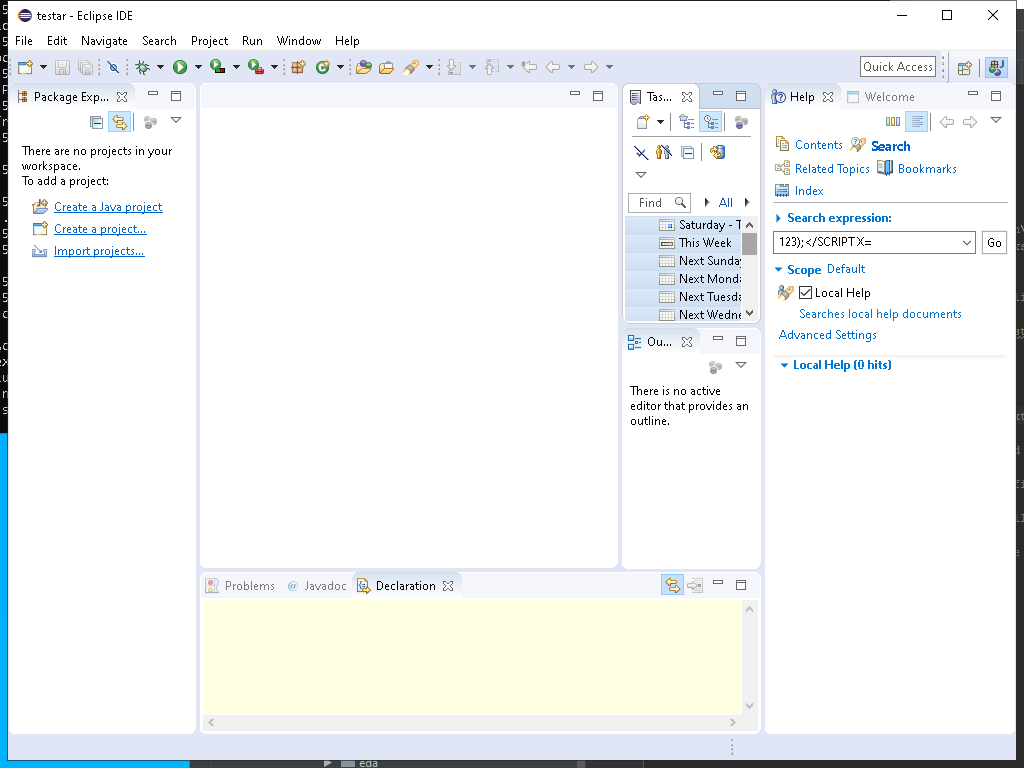 testar - Eclipse IDE
File Edit Navigate Search Project Run Window Help
Quick Access
Package Exp...
There are no projects in your
workspace.
To add a project:
Create a Java project
Create a project...
Import projects...
Tas...
Find
All
Saturday - T
This Week
Next Sunday
Next Monda
Next Tuesda
Next Wedne
Ou...
There is no active
editor that provides an
outline.
Help
Welcome
Contents
Search
Related Topics
Bookmarks
Index
Search expression:
123);</SCRIPT X=
Go
Scope Default
Local Help
Searches local help documents
Advanced Settings
Local Help (0 hits)
Problems
@ Javadoc
Declaration
eda